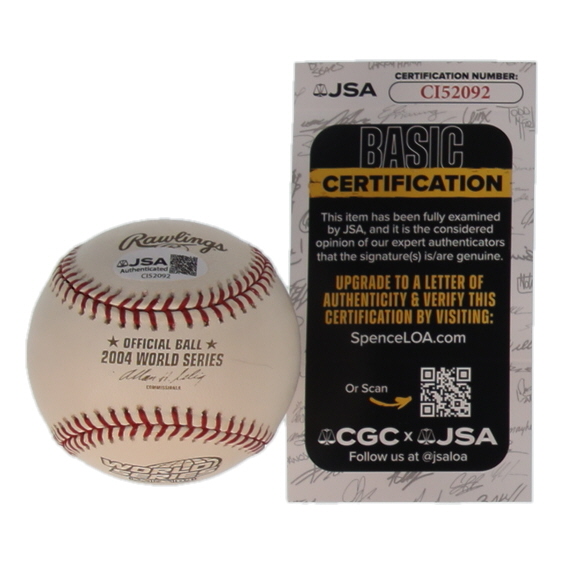 Rawlings
JSA
Authenticated
CI52092
★ OFFICIAL BALL ★
2004 WORLD SERIES
COMMISSIONER
WORLD
SERIES
JSA
CERTIFICATION NUMBER:
CI52092
BASIC
CERTIFICATION
This item has been fully examined
by JSA, and it is the considered
opinion of our expert authenticators
that the signature(s) is/are genuine.
UPGRADE TO A LETTER OF
AUTHENTICITY & VERIFY THIS
CERTIFICATION BY VISITING:
SpenceLOA.com
Or Scan
CGC x JSA
Follow us at @jsaloa